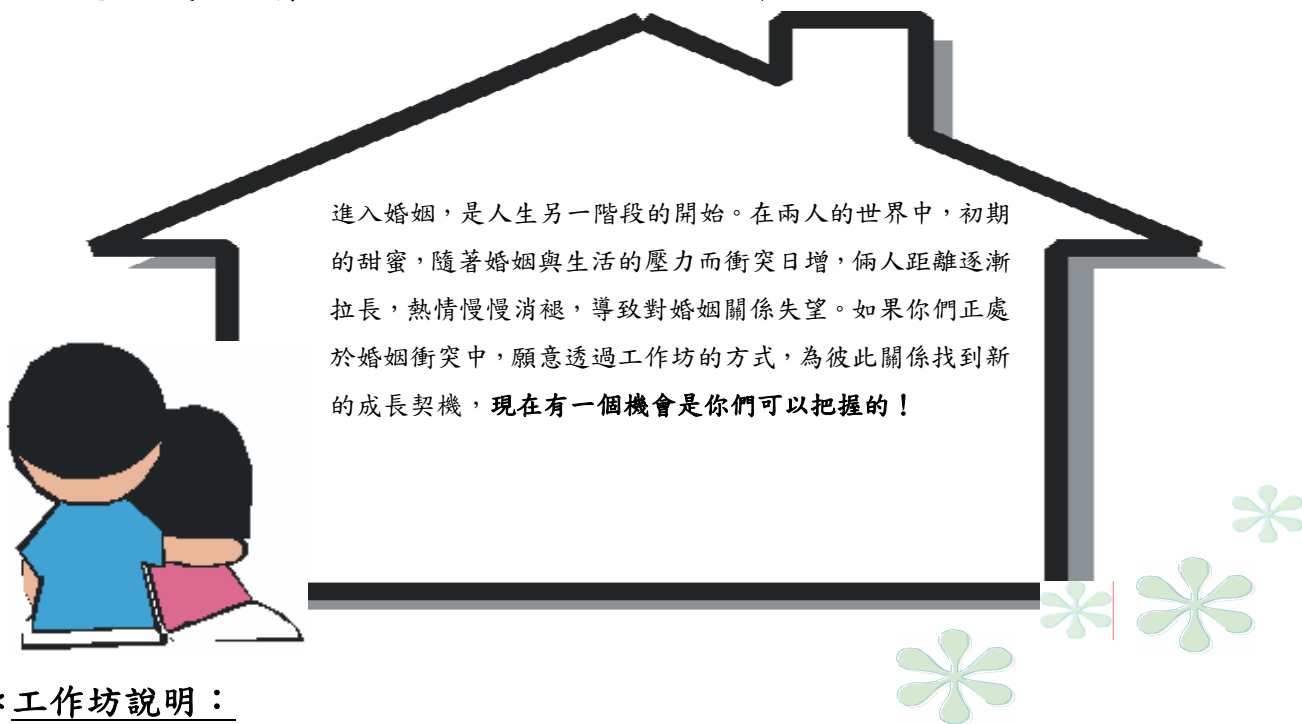 進入婚姻，是人生另一階段的開始。在兩人的世界中，初期
的甜蜜，隨著婚姻與生活的壓力而衝突日增，倆人距離逐漸
拉長，熱情慢慢消褪，導致對婚姻關係失望。如果你們正處
於婚姻衝突中，願意透過工作坊的方式，為彼此關係找到新
的成長契機，現在有一個機會是你們可以把握的！
工作坊說明：